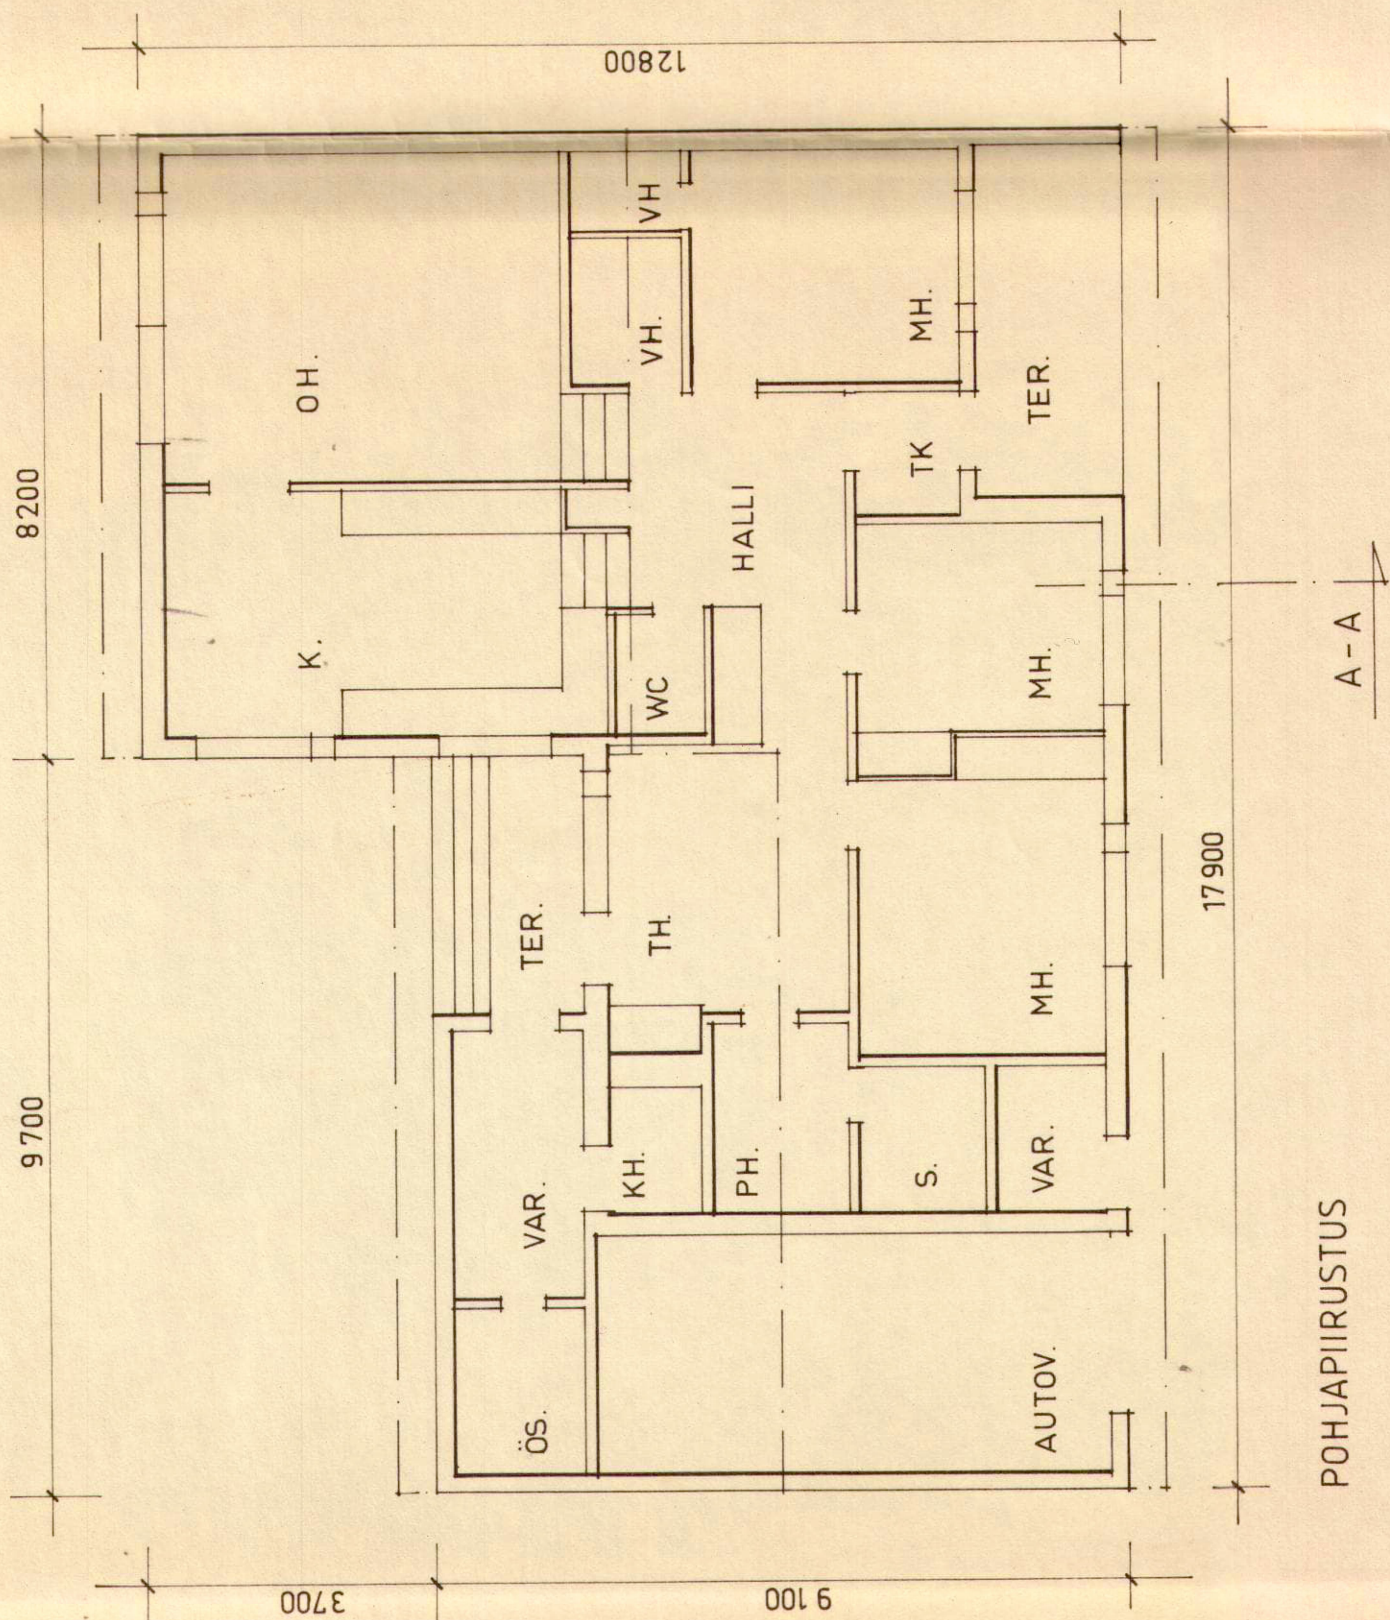 12800
8200
9700
17900
3700
9100
OH.
VH
VH.
MH.
TER.
TK
K.
HALLI
WC
MH.
TER.
TH.
MH.
KH.
PH.
S.
VAR.
VAR.
ÖS.
AUTOV.
A-A
POHJAPIIRUSTUS